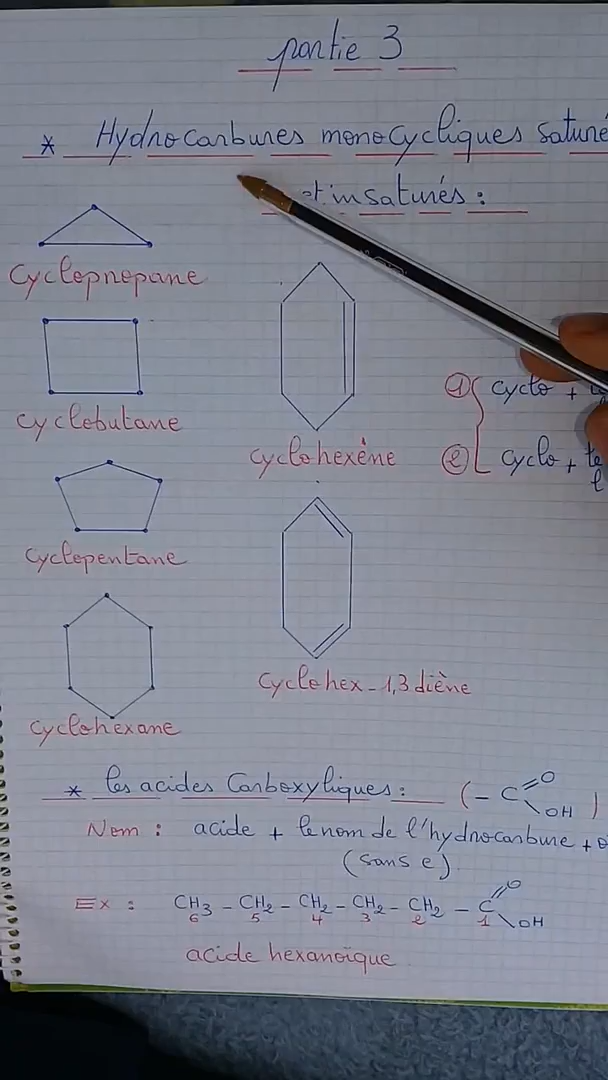 partie 3
* Hydrocarbures monocycliques saturé
et insaturés :
cyclopropane
cyclobutane
cyclopentane
cyclohexane
cyclohexène
cyclohex-1,3 diène
① cyclo +
② cyclo + te
* les acides Carboxyliques : (- C =O OH )
Nom : acide + le nom de l'hydrocarbure + o
(sans e)
Ex : CH3 - CH2 - CH2 - CH2 - CH2 - C =O OH
6 5 4 3 2 1
acide hexanoïque